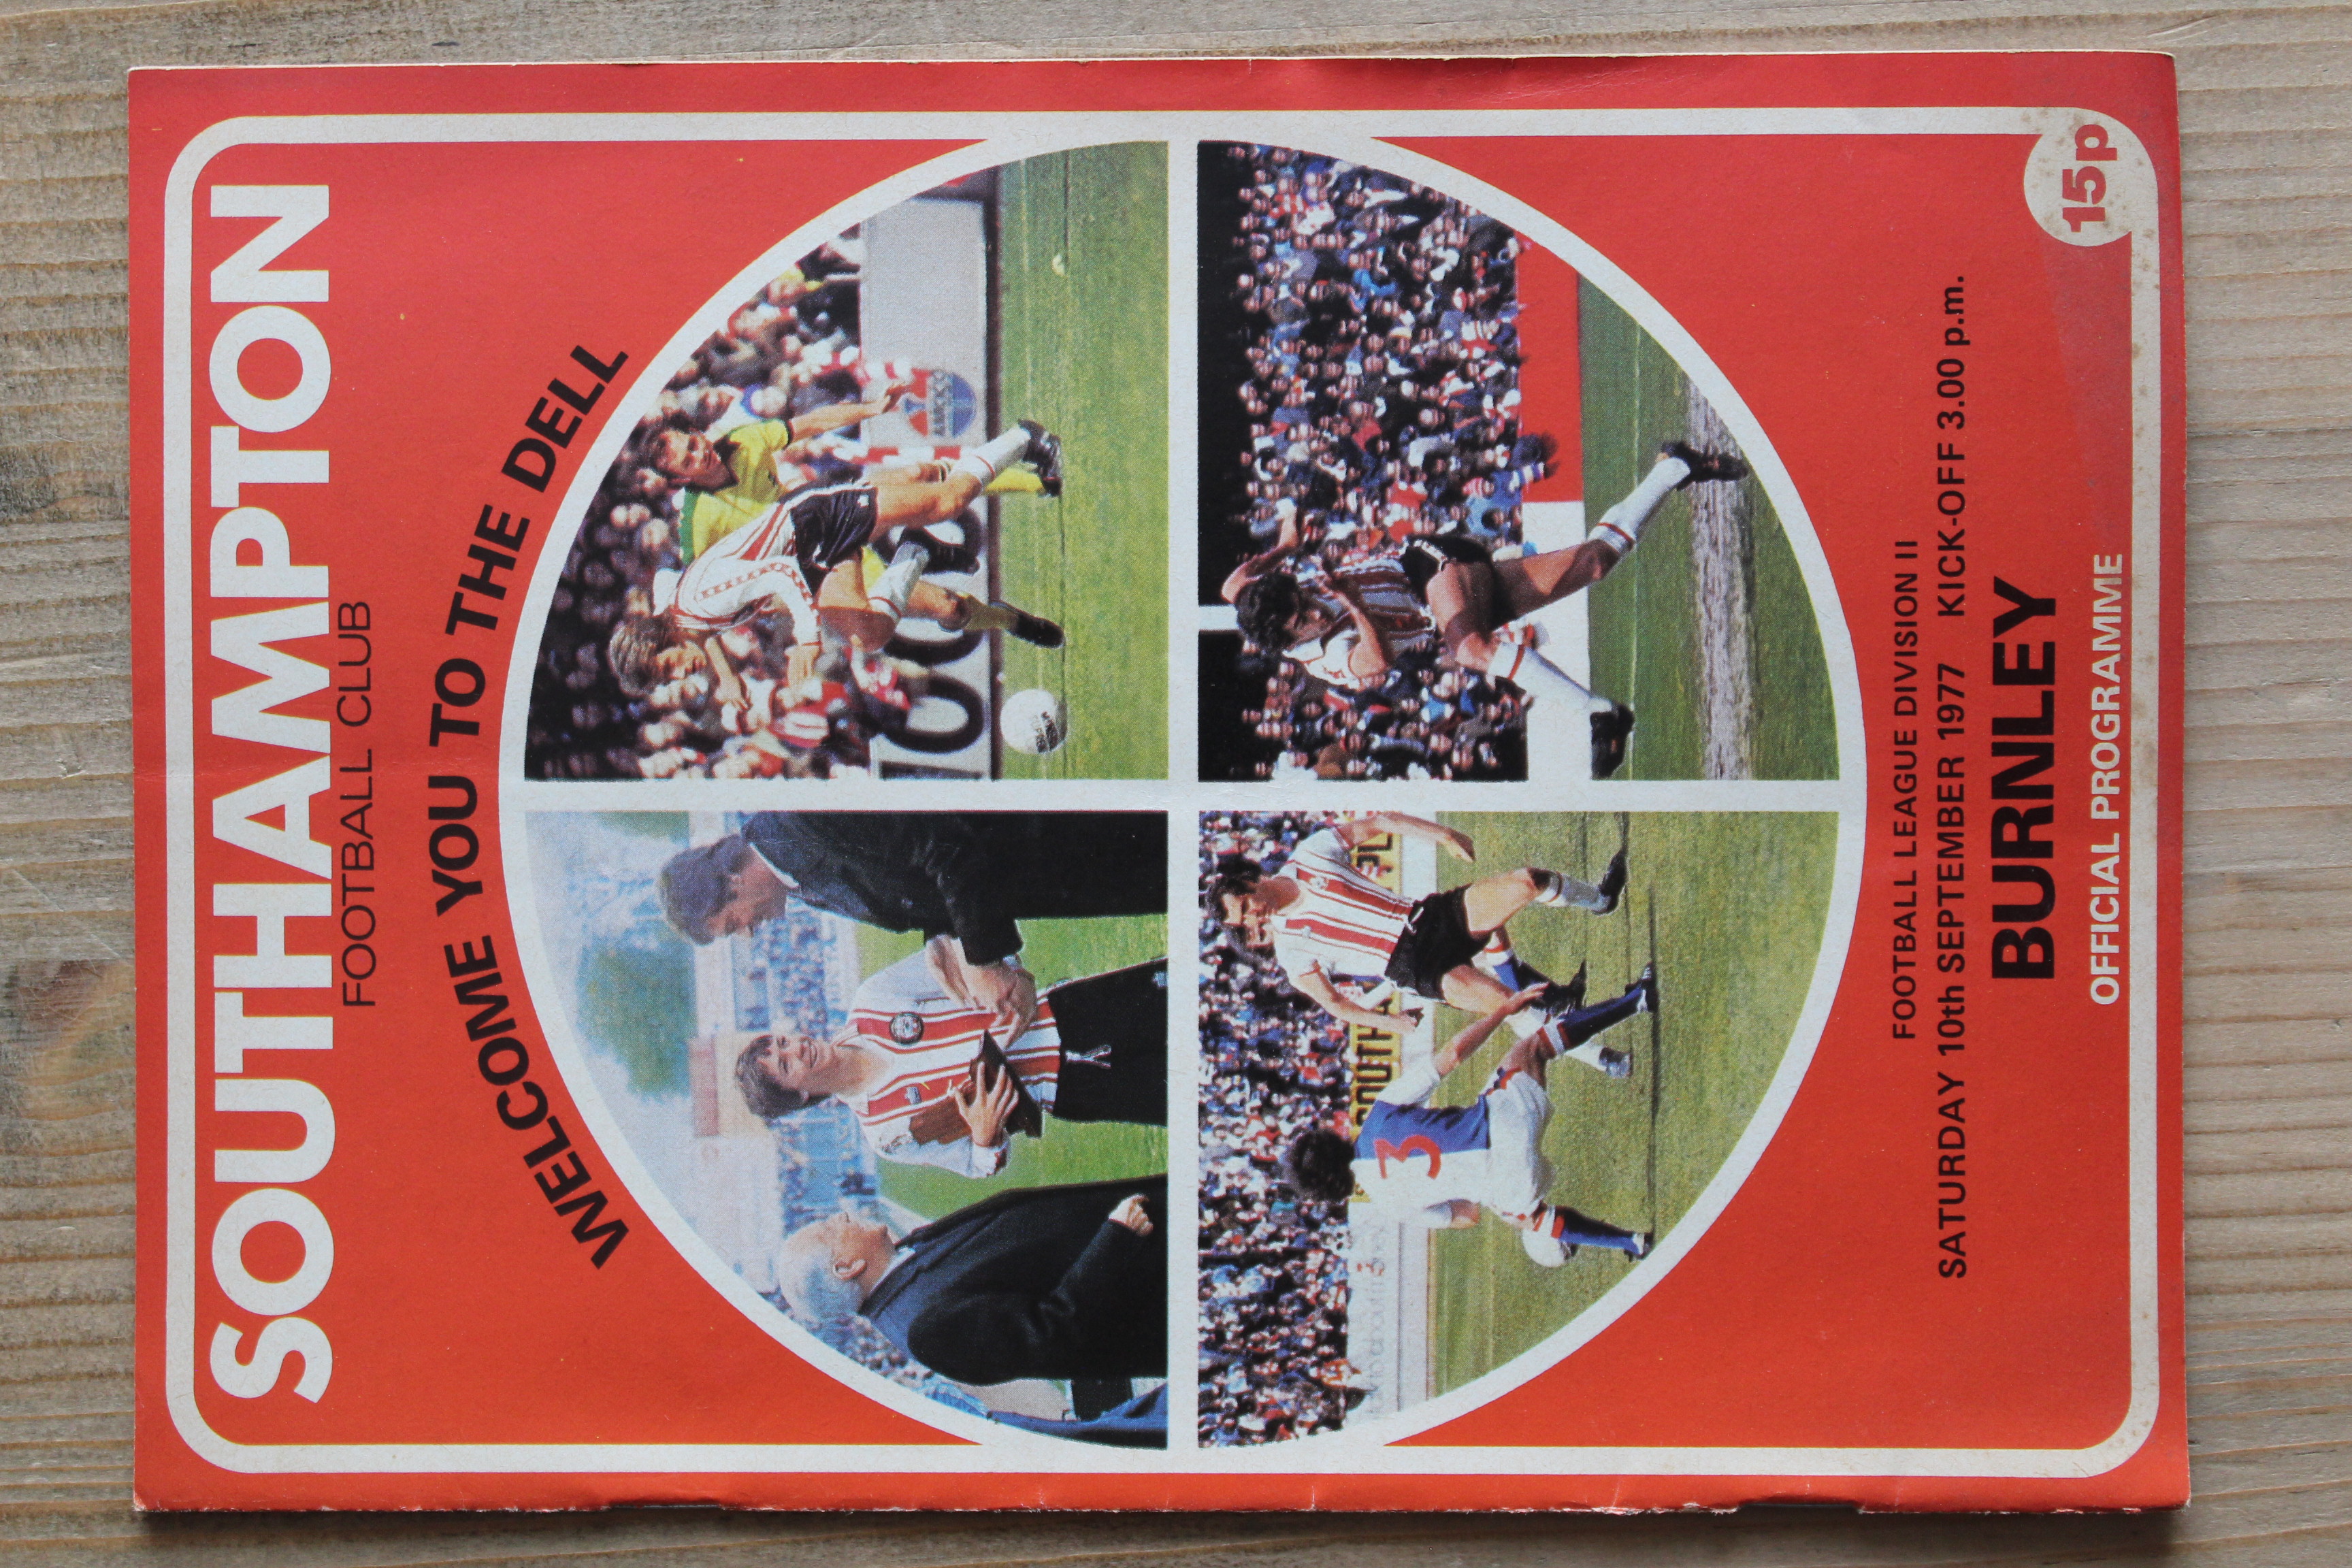 SOUTHAMPTON
FOOTBALL CLUB
WELCOME YOU TO THE DELL
3
FOOTBALL LEAGUE DIVISION II
SATURDAY 10th SEPTEMBER 1977 KICK-OFF 3.00 p.m.
BURNLEY
OFFICIAL PROGRAMME
15p